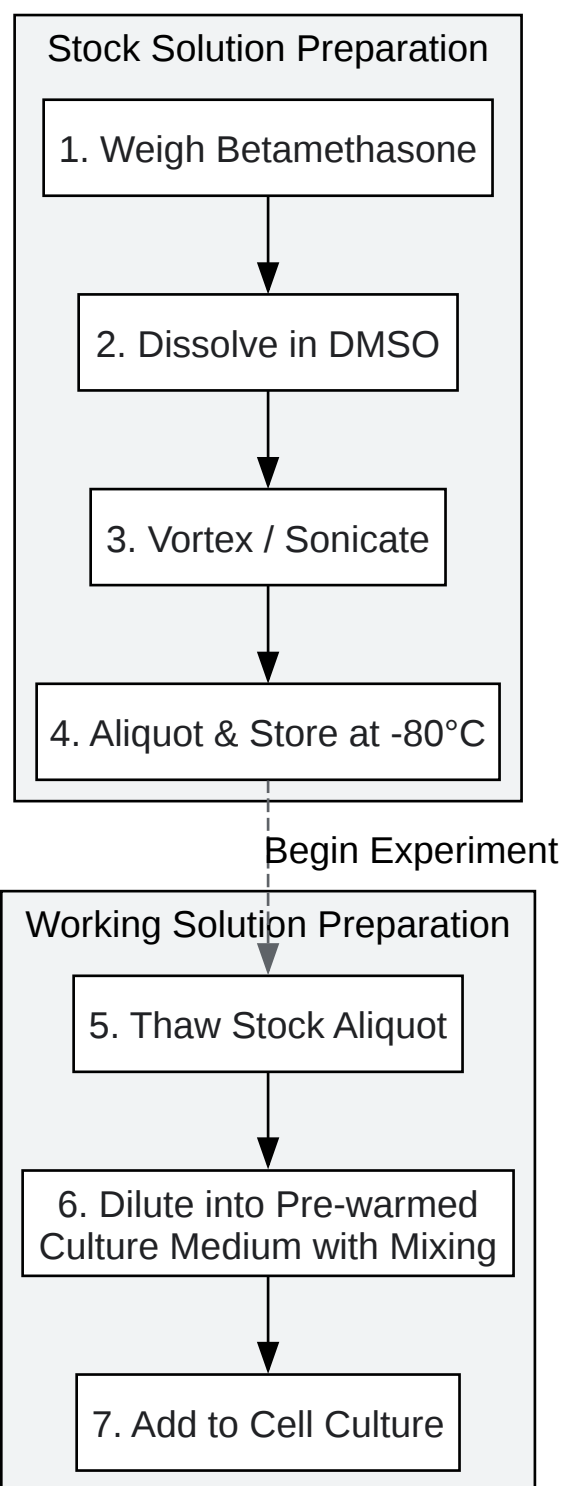 Stock Solution Preparation
1. Weigh Betamethasone
2. Dissolve in DMSO
3. Vortex / Sonicate
4. Aliquot & Store at -80°C
Begin Experiment
Working Solution Preparation
5. Thaw Stock Aliquot
6. Dilute into Pre-warmed
Culture Medium with Mixing
7. Add to Cell Culture